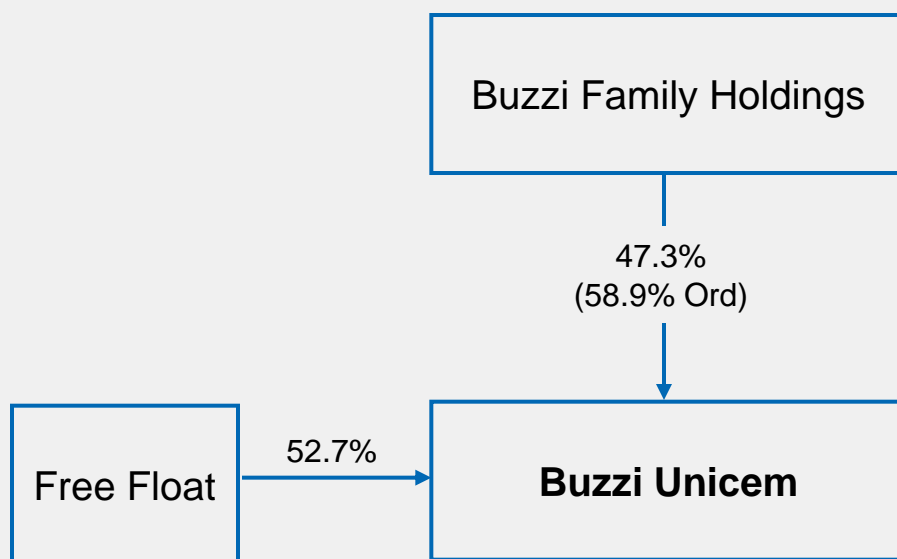 Buzzi Family Holdings
47.3%
(58.9% Ord)
52.7%
Free Float
Buzzi Unicem